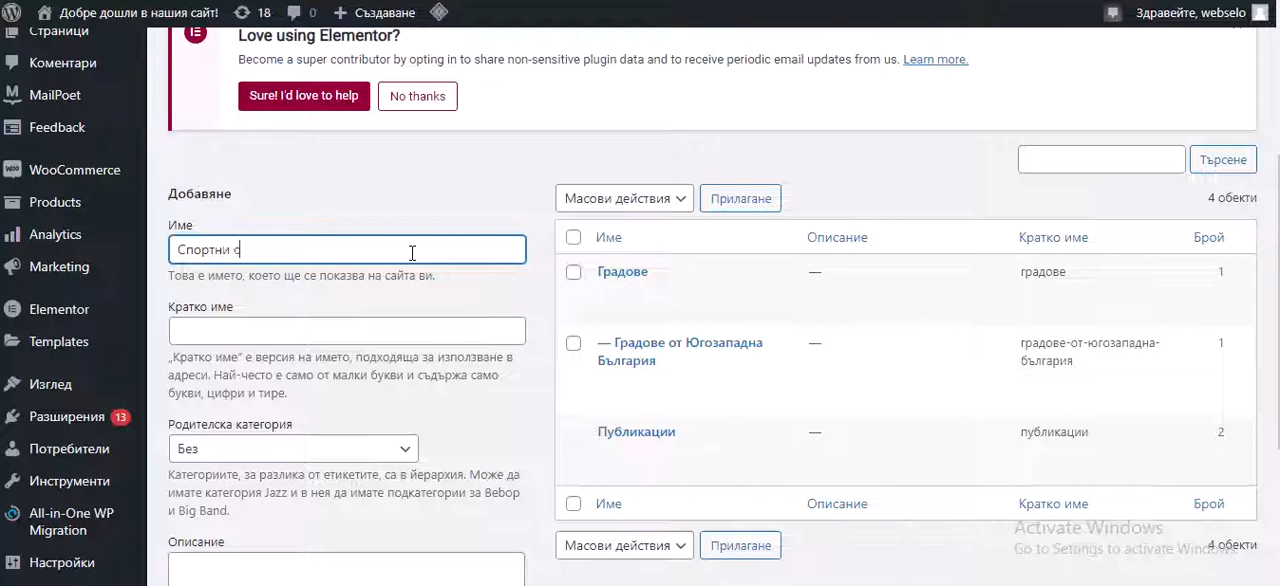 Добре дошли в нашия сайт! 18 0 Създаване
Здравейте, webselo
Страници
Коментари
MailPoet
Feedback
WooCommerce
Products
Analytics
Marketing
Elementor
Templates
Изглед
Разширения 13
Потребители
Инструменти
All-in-One WP
Migration
Настройки
Love using Elementor?
Become a super contributor by opting in to share non-sensitive plugin data and to receive periodic email updates from us. Learn more.
Sure! I'd love to help
No thanks
Търсене
Добавяне
Име
Спортни с
Това е името, което ще се показва на сайта ви.
Кратко име
„Кратко име" е версия на името, подходяща за използване в
адреси. Най-често е само от малки букви и съдържа само
букви, цифри и тире.
Родителска категория
Без
Категориите, за разлика от етикетите, са в йерархия. Може да
имате категория Jazz и в нея да имате подкатегории за Bebop
и Big Band.
Описание
Масови действия
Прилагане
4 обекти
Име Описание Кратко име Брой
Градове — градове 1
— Градове от Югозападна
България
—
градове-от-югозападна-
българия
1
Публикации — публикации 2
Име Описание Кратко име Брой
Масови действия
Прилагане
4 обекти
Activate Windows
Go to Settings to activate Windows.